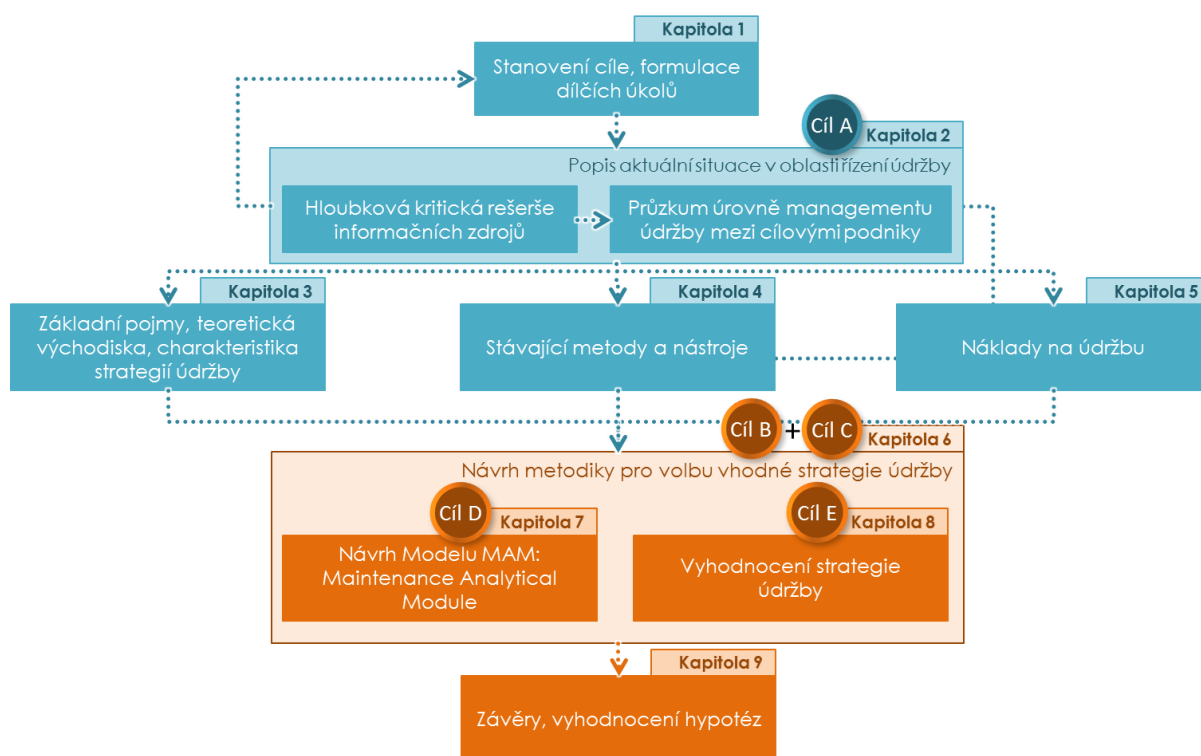 Kapitola 1
Stanovení cíle, formulace
dílčích úkolů
Cíl A
Kapitola 2
Popis aktuální situace v oblasti řízení údržby
Hloubková kritická rešerše
informačních zdrojů
Průzkum úrovně managementu
údržby mezi cílovými podniky
Kapitola 3
Základní pojmy, teoretická
východiska, charakteristika
strategií údržby
Kapitola 4
Stávající metody a nástroje
Kapitola 5
Náklady na údržbu
Cíl B + Cíl C
Kapitola 6
Návrh metodiky pro volbu vhodné strategie údržby
Cíl D
Kapitola 7
Návrh Modelu MAM:
Maintenance Analytical
Module
Cíl E
Kapitola 8
Vyhodnocení strategie
údržby
Kapitola 9
Závěry, vyhodnocení hypotéz